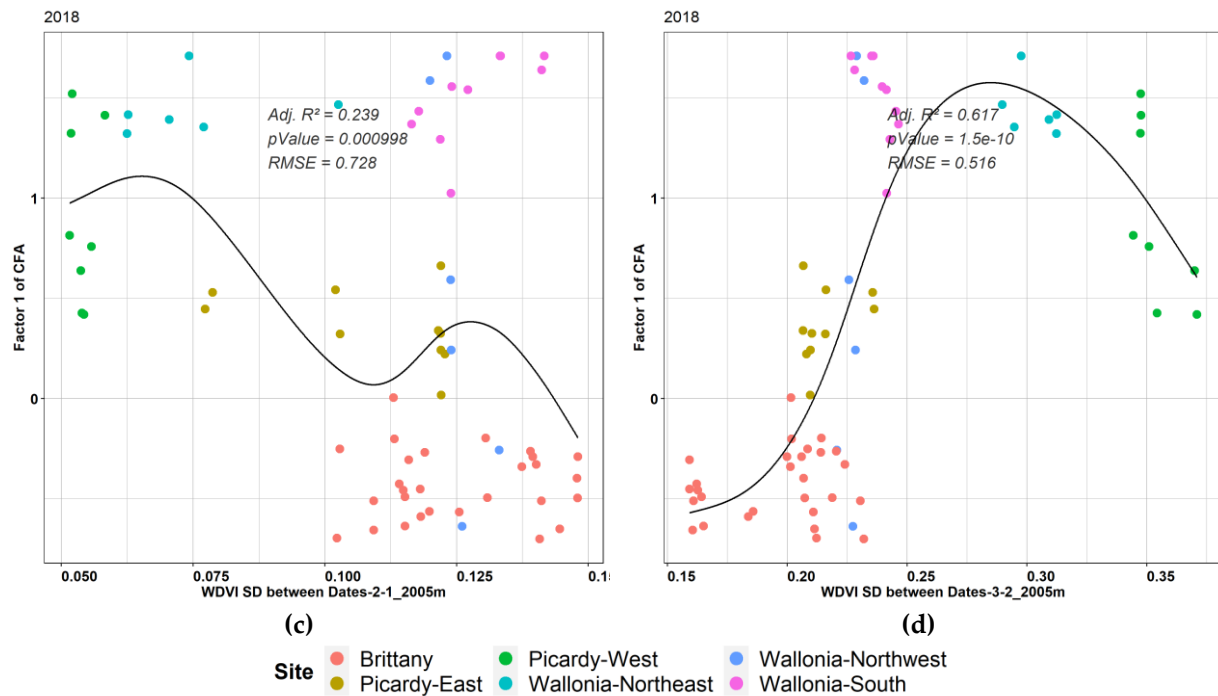 2018
Adj. R² = 0.239
pValue = 0.000998
RMSE = 0.728
Factor 1 of CFA
1
0
0.050 0.075 0.100 0.125 0.15
WDVI SD between Dates-2-1_2005m
(c)
2018
Adj. R² = 0.617
pValue = 1.5e-10
RMSE = 0.516
Factor 1 of CFA
1
0
0.15 0.20 0.25 0.30 0.35
WDVI SD between Dates-3-2_2005m
(d)
Site Brittany Picardy-West Wallonia-Northwest
Picardy-East Wallonia-Northeast Wallonia-South